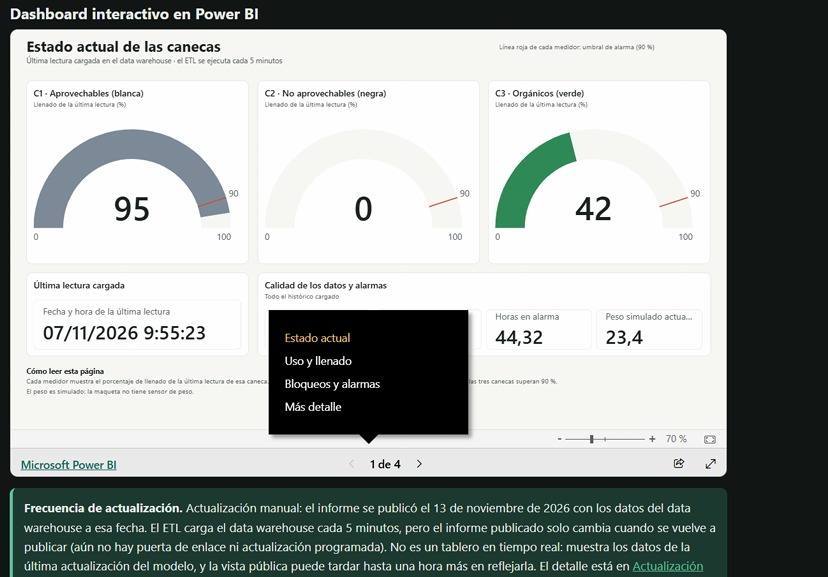 Dashboard interactivo en Power BI
Estado actual de las canecas
Última lectura cargada en el data warehouse · el ETL se ejecuta cada 5 minutos
Línea roja de cada medidor: umbral de alarma (90 %)
C1 · Aprovechables (blanca)
Llenado de la última lectura (%)
95
90
0
100
C2 · No aprovechables (negra)
Llenado de la última lectura (%)
0
90
0
100
C3 · Orgánicos (verde)
Llenado de la última lectura (%)
42
90
0
100
Última lectura cargada
Fecha y hora de la última lectura
07/11/2026 9:55:23
Calidad de los datos y alarmas
Todo el histórico cargado
Horas en alarma
44,32
Peso simulado actua...
23,4
Estado actual
Uso y llenado
Bloqueos y alarmas
Más detalle
Cómo leer esta página
Cada medidor muestra el porcentaje de llenado de la última lectura de esa caneca, las tres canecas superan 90 %.
El peso es simulado: la maqueta no tiene sensor de peso.
- + 70 %
Microsoft Power BI
1 de 4
Frecuencia de actualización. Actualización manual: el informe se publicó el 13 de noviembre de 2026 con los datos del data
warehouse a esa fecha. El ETL carga el data warehouse cada 5 minutos, pero el informe publicado solo cambia cuando se vuelve a
publicar (aún no hay puerta de enlace ni actualización programada). No es un tablero en tiempo real: muestra los datos de la
última actualización del modelo, y la vista pública puede tardar hasta una hora más en reflejarla. El detalle está en Actualización